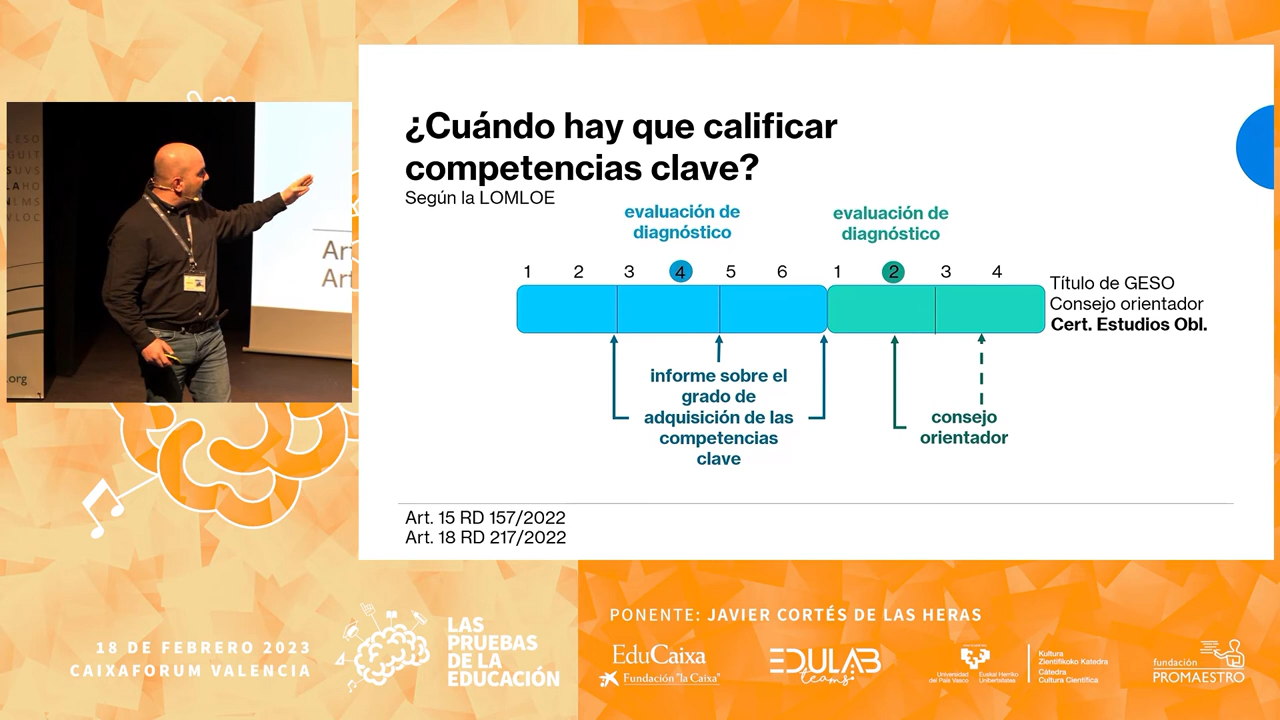 ¿Cuándo hay que calificar
competencias clave?
Según la LOMLOE
evaluación de
diagnóstico
evaluación de
diagnóstico
1 2 3 4 5 6 1 2 3 4
Título de GESO
Consejo orientador
Cert. Estudios Obl.
informe sobre el
grado de
adquisición de las
competencias
clave
consejo
orientador
Art. 15 RD 157/2022
Art. 18 RD 217/2022
Ar
Ar
.org
18 DE FEBRERO 2023
CAIXAFORUM VALENCIA
LAS
PRUEBAS
DE LA
EDUCACIÓN
PONENTE: JAVIER CORTÉS DE LAS HERAS
EduCaixa
Fundación "la Caixa"
EDULAB
teams
Universidad
del País Vasco
Euskal Herriko
Unibertsitatea
Kultura
Zientifikoko Katedra
Cátedra
Cultura Científica
fundación
PROMAESTRO